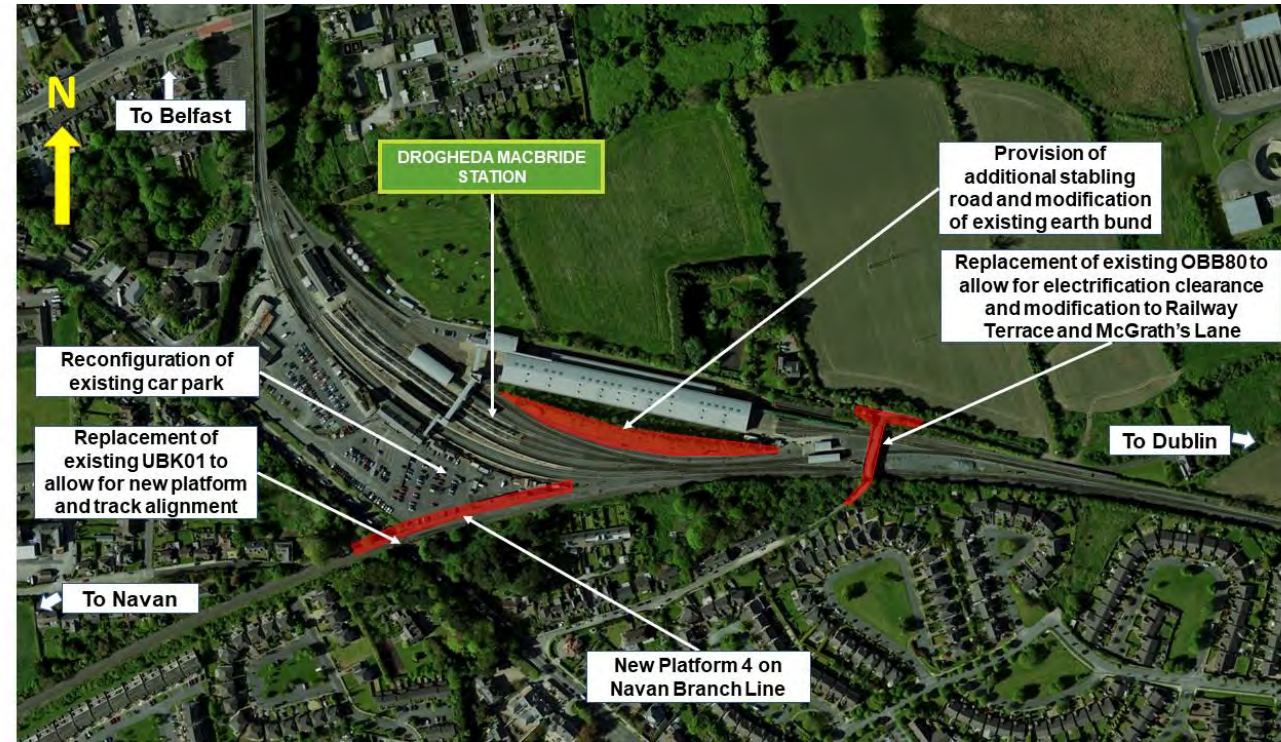 N
To Belfast
DROGHEDA MACBRIDE
STATION
Provision of
additional stabling
road and modification
of existing earth bund
Replacement of existing OBB80 to
allow for electrification clearance
and modification to Railway
Terrace and McGrath's Lane
Reconfiguration of
existing car park
Replacement of
existing UBK01 to
allow for new platform
and track alignment
To Dublin
To Navan
New Platform 4 on
Navan Branch Line